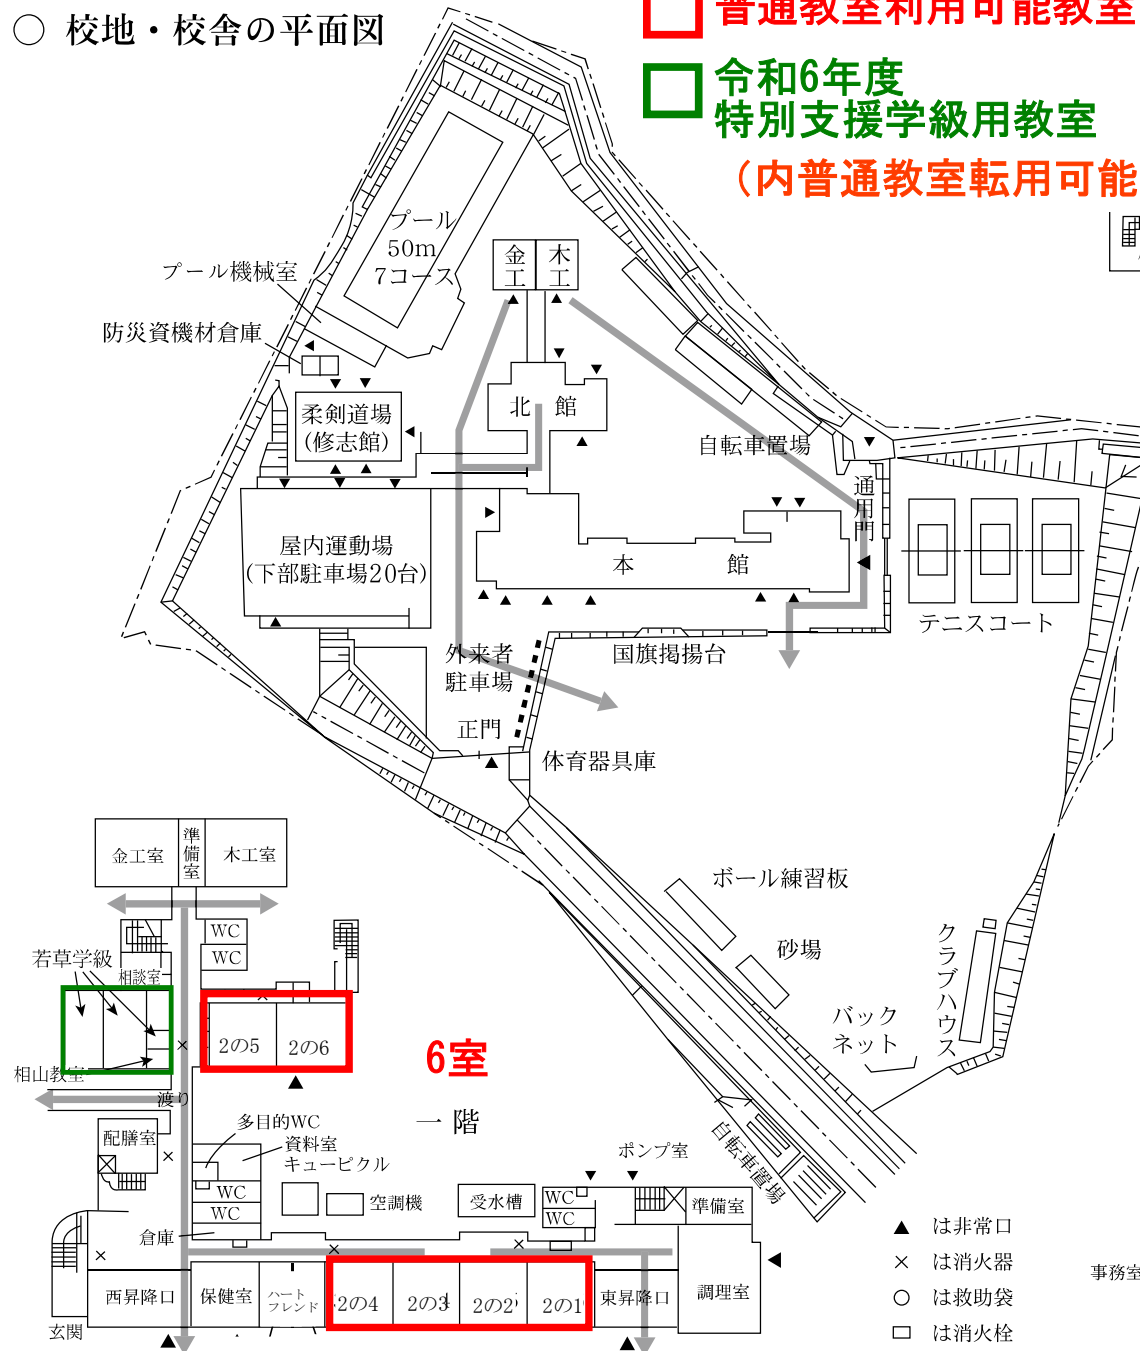 ○ 校地・校舎の平面図
普通教室利用可能教室
令和6年度
特別支援学級用教室
（内普通教室転用可能
プール
50m
7コース
金工
木工
プール機械室
防災資機材倉庫
柔剣道場
(修志館)
北館
自転車置場
通用門
屋内運動場
(下部駐車場20台)
本館
テニスコート
外来者
駐車場
国旗掲揚台
正門
体育器具庫
金工室
準備室
木工室
ボール練習板
砂場
クラブハウス
バック
ネット
WC
WC
若草学級
相談室
2の5
2の6
6室
相山教室
渡り
一階
配膳室
多目的WC
資料室
キュービクル
ポンプ室
自転車置場
WC
WC
空調機
受水槽
WC
WC
準備室
倉庫
西昇降口
保健室
ハート
フレンド
2の4
2の3
2の2
2の1
東昇降口
調理室
玄関
▲ は非常口
× は消火器
○ は救助袋
□ は消火栓
事務室